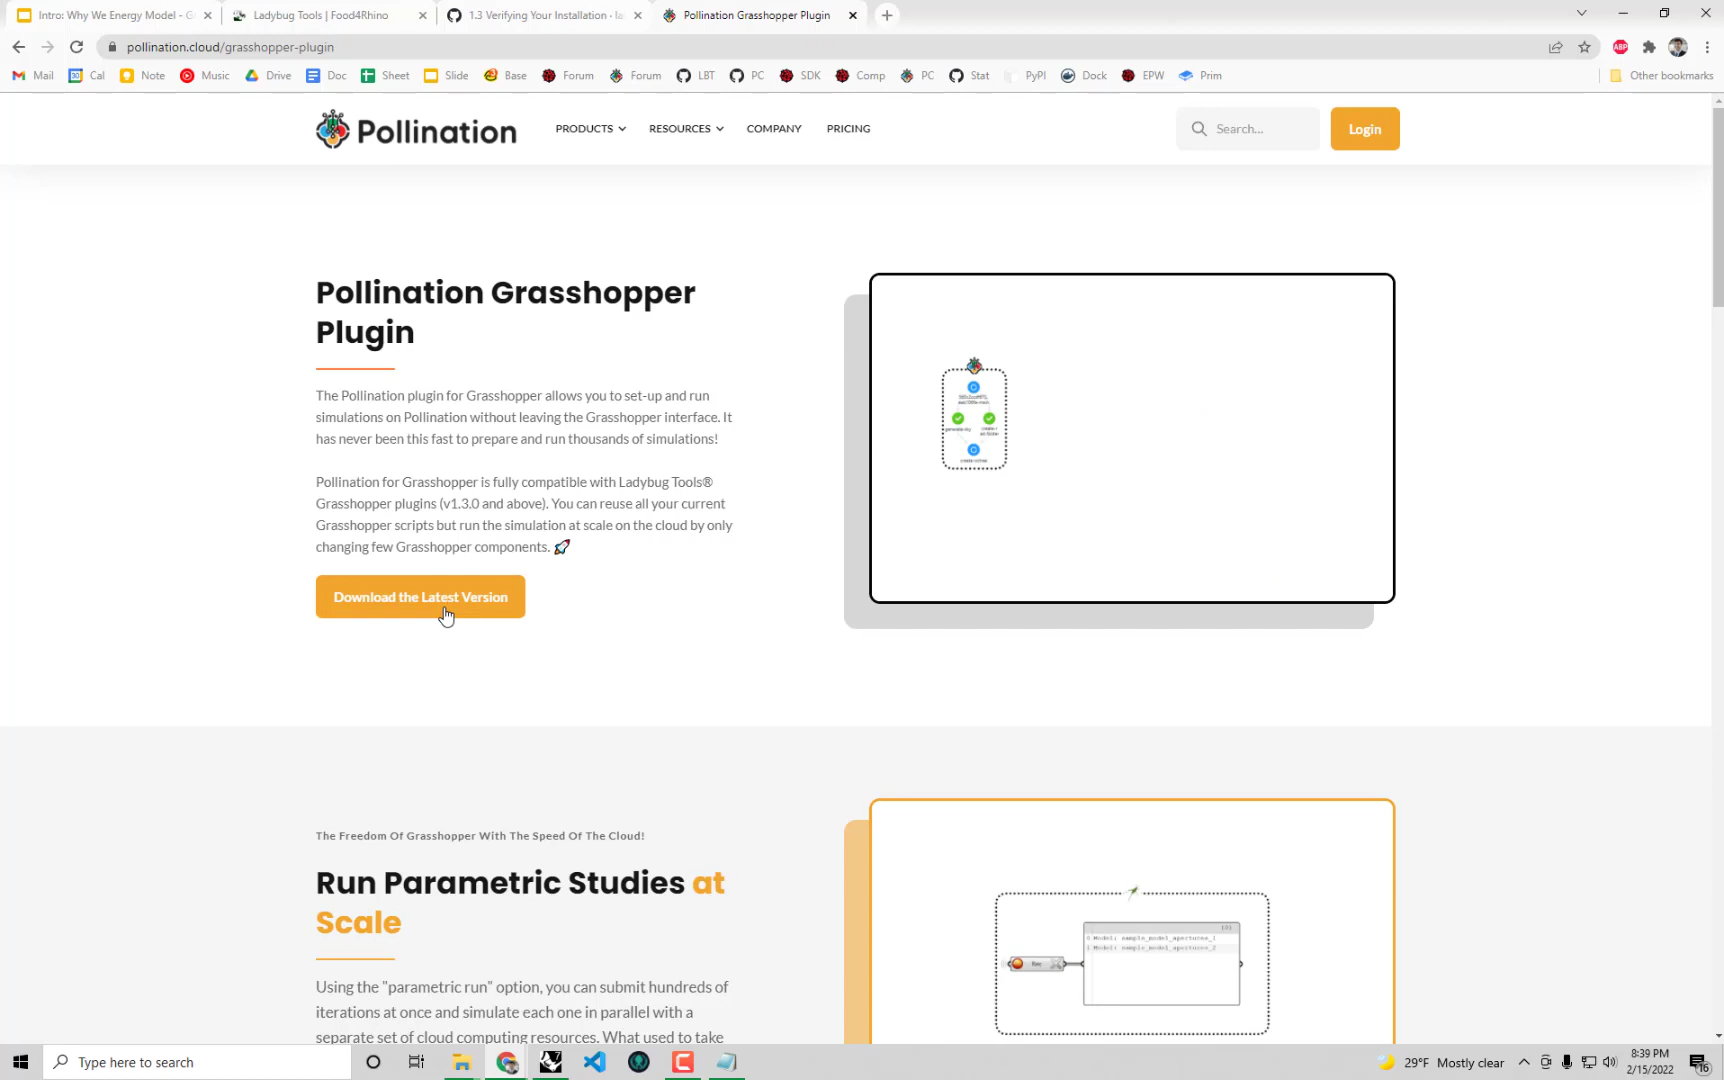 Intro: Why We Energy Model - G
Ladybug Tools | Food4Rhino
1.3 Verifying Your Installation · la
Pollination Grasshopper Plugin
pollination.cloud/grasshopper-plugin
ABP
Mail
Cal
Note
Music
Drive
Doc
Sheet
Slide
Base
Forum
Forum
LBT
PC
SDK
Comp
PC
Stat
PyPI
Dock
EPW
Prim
Other bookmarks
Pollination
PRODUCTS
RESOURCES
COMPANY
PRICING
Search...
Login
Pollination Grasshopper
Plugin
The Pollination plugin for Grasshopper allows you to set-up and run
simulations on Pollination without leaving the Grasshopper interface. It
has never been this fast to prepare and run thousands of simulations!
Pollination for Grasshopper is fully compatible with Ladybug Tools®
Grasshopper plugins (v1.3.0 and above). You can reuse all your current
Grasshopper scripts but run the simulation at scale on the cloud by only
changing few Grasshopper components. 🚀
Download the Latest Version
The Freedom Of Grasshopper With The Speed Of The Cloud!
Run Parametric Studies at
Scale
Using the "parametric run" option, you can submit hundreds of
iterations at once and simulate each one in parallel with a
separate set of cloud computing resources. What used to take
{0}
0 Model: sample_model_apertures_1
1 Model: sample_model_apertures_2
Type here to search
29°F Mostly clear
8:39 PM
2/15/2022
16